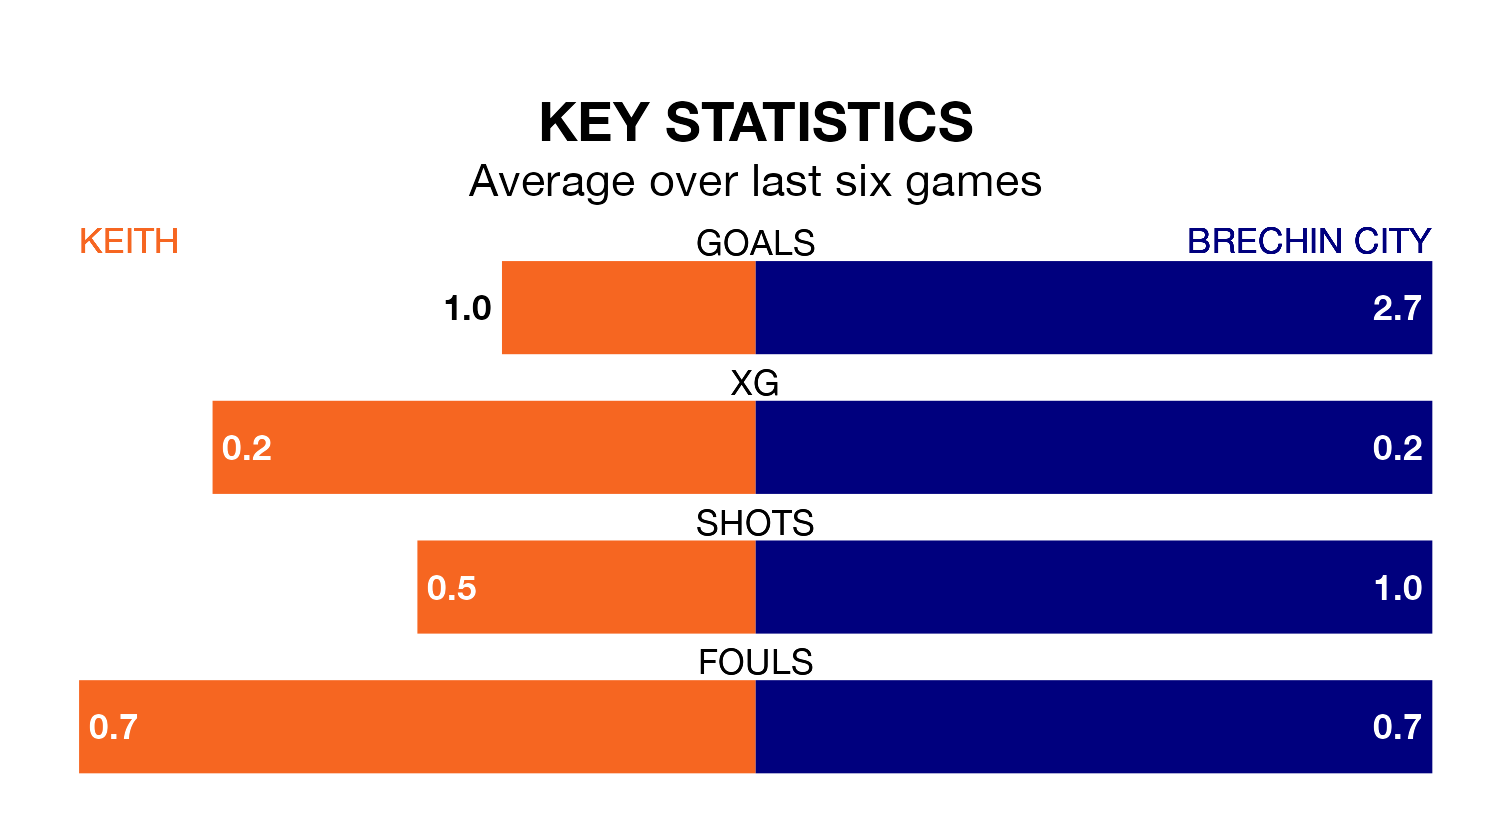 KEY STATISTICS
Average over last six games
KEITH GOALS BRECHIN CITY
1.0 2.7
XG
0.2 0.2
SHOTS
0.5 1.0
FOULS
0.7 0.7